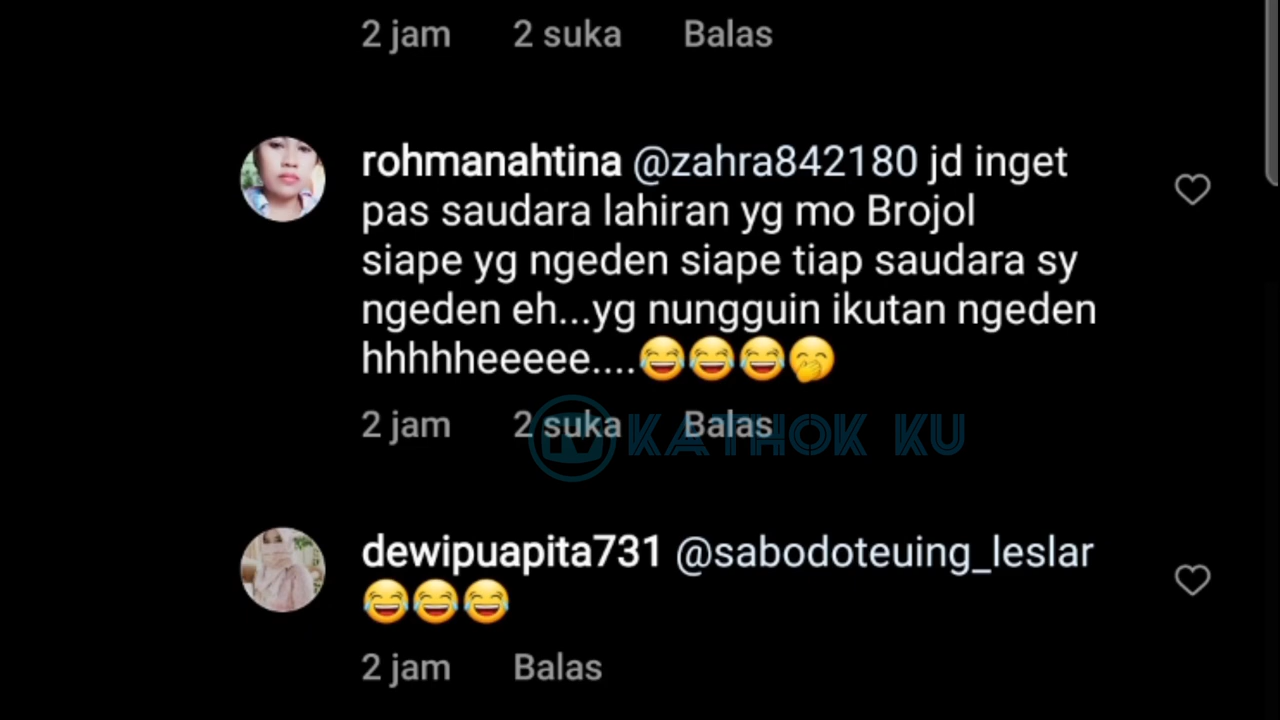 2 jam 2 suka Balas
rohmanahtina @zahra842180 jd inget
pas saudara lahiran yg mo Brojol
siape yg ngeden siape tiap saudara sy
ngeden eh...yg nungguin ikutan ngeden
hhhhheeeee....😂😂😂🤭
2 jam 2 suka Balas
TV KATHOK KU
dewipuapita731 @sabodoteuing_leslar
😂😂😂
2 jam Balas